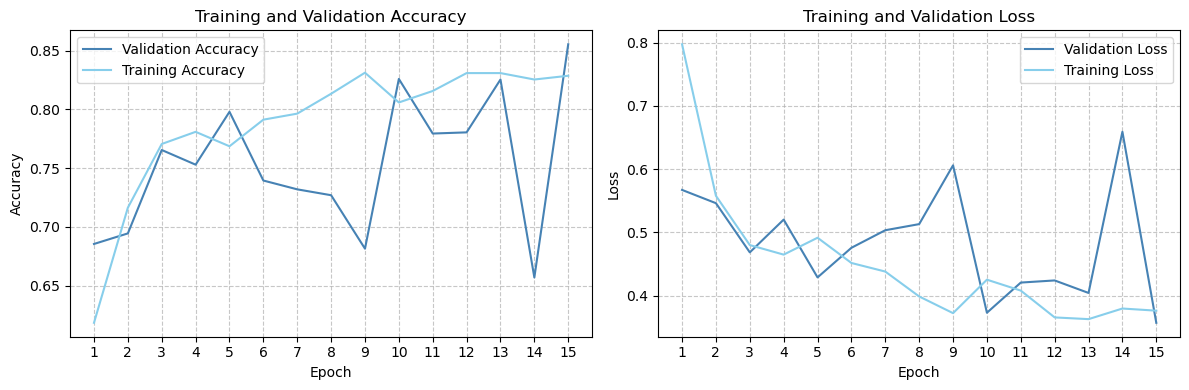 Training and Validation Accuracy
Validation Accuracy
Training Accuracy
0.85
0.80
0.75
0.70
0.65
Accuracy
1 2 3 4 5 6 7 8 9 10 11 12 13 14 15
Epoch
Training and Validation Loss
Validation Loss
Training Loss
0.8
0.7
0.6
0.5
0.4
Loss
1 2 3 4 5 6 7 8 9 10 11 12 13 14 15
Epoch